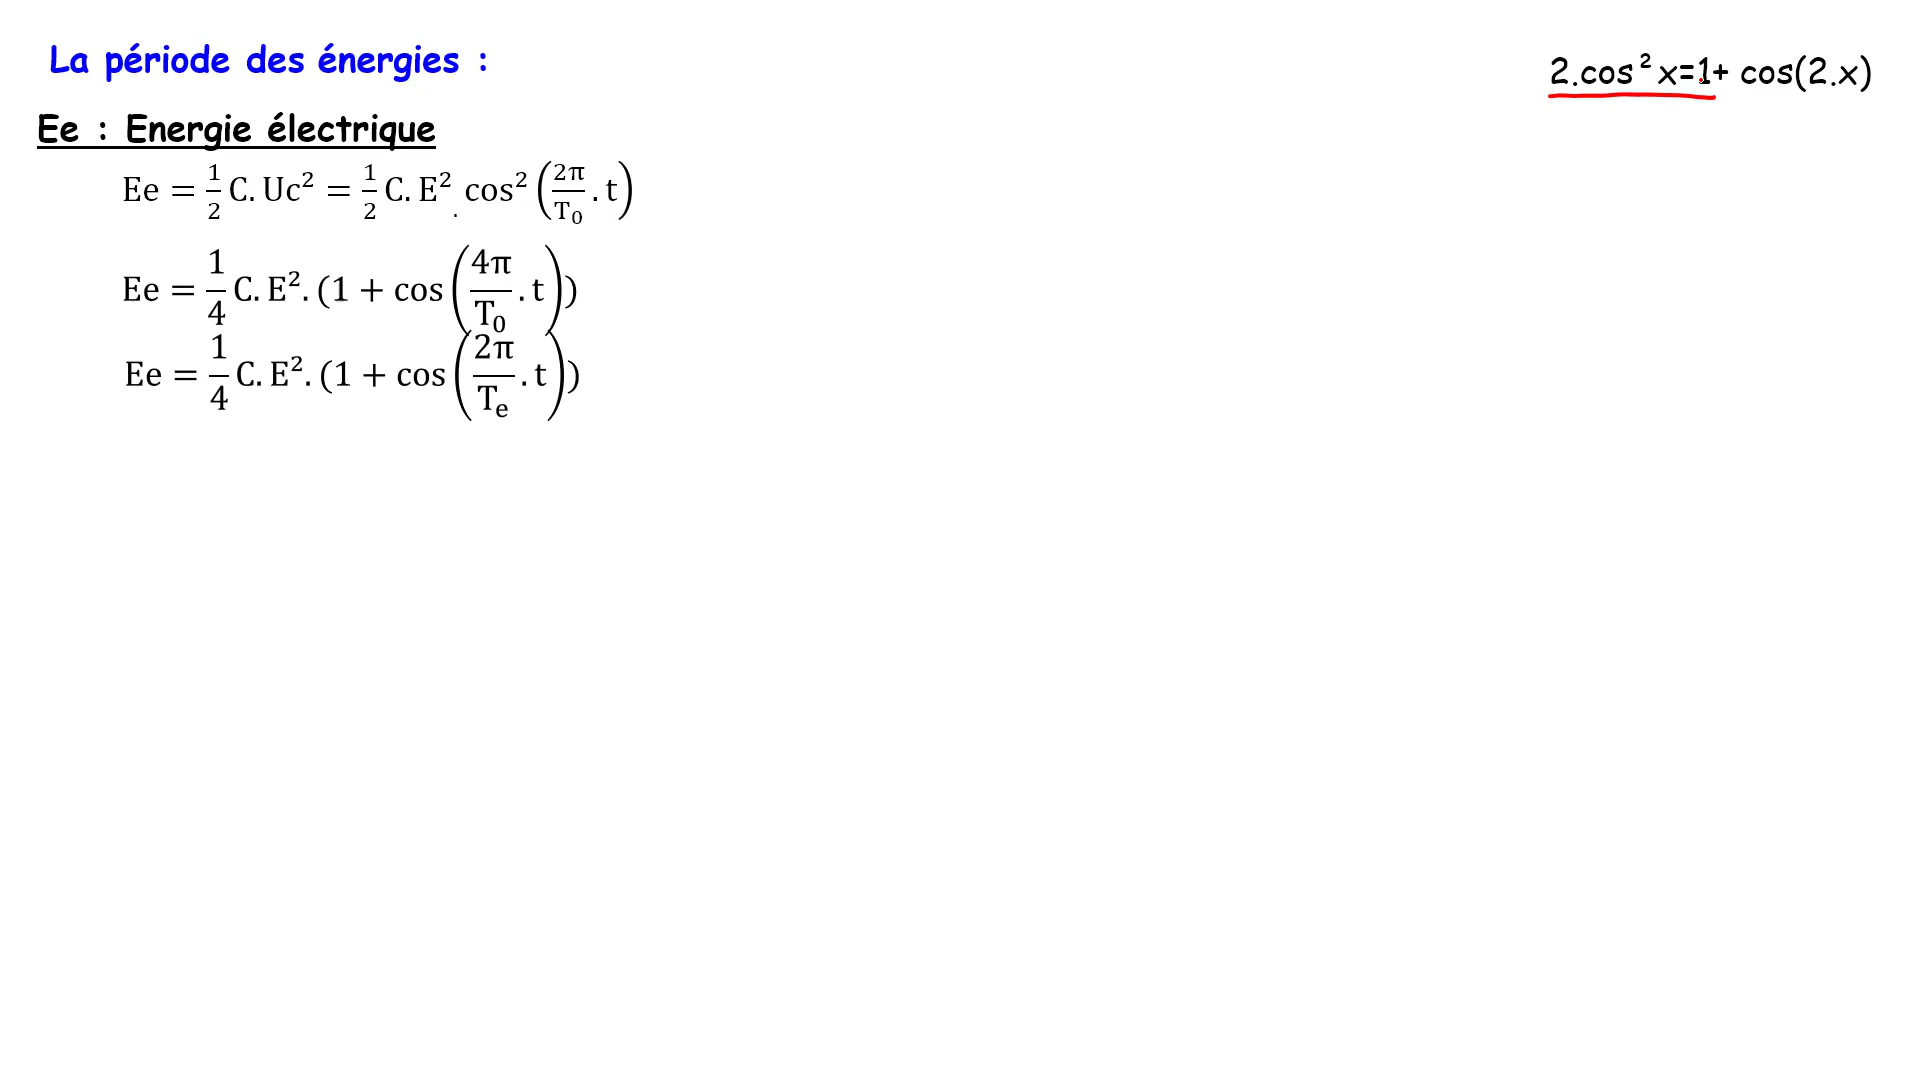 La période des énergies :
2.cos²x=1+ cos(2.x)
Ee : Energie électrique
Ee = 1/2 C. Uc² = 1/2 C. E². cos² (2π/T₀ . t)
Ee = 1/4 C. E². (1 + cos (4π/T₀ . t))
Ee = 1/4 C. E². (1 + cos (2π/Tₑ . t))